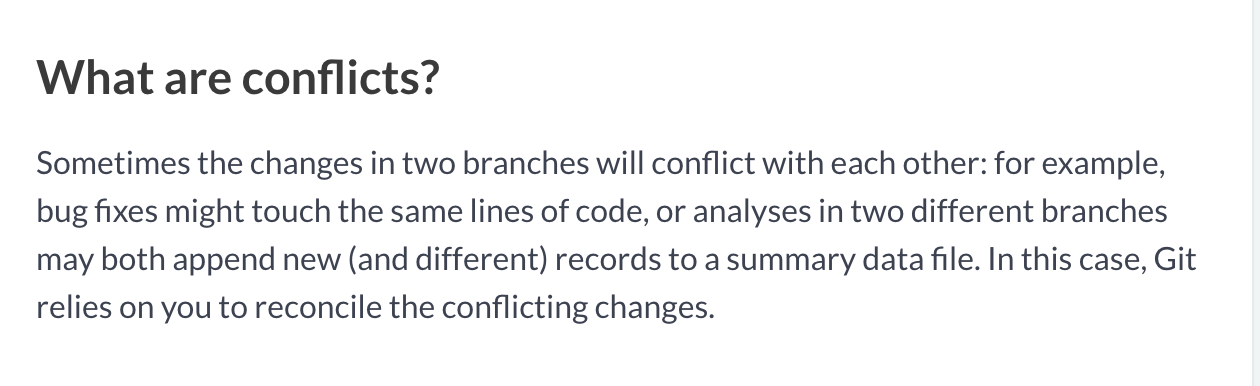 What are conflicts?
Sometimes the changes in two branches will conflict with each other: for example,
bug fixes might touch the same lines of code, or analyses in two different branches
may both append new (and different) records to a summary data file. In this case, Git
relies on you to reconcile the conflicting changes.